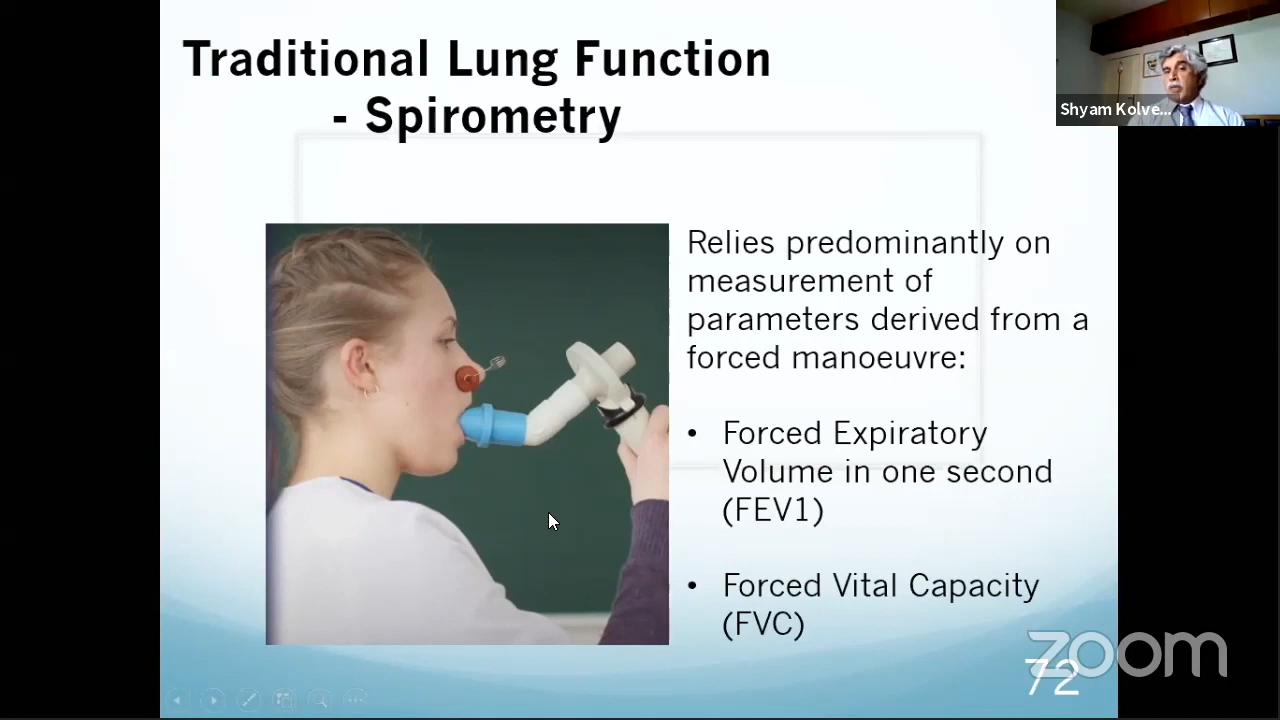 Traditional Lung Function
- Spirometry
Shyam Kolve...
Relies predominantly on
measurement of
parameters derived from a
forced manoeuvre:
• Forced Expiratory
Volume in one second
(FEV1)
• Forced Vital Capacity
(FVC)
zoom
72